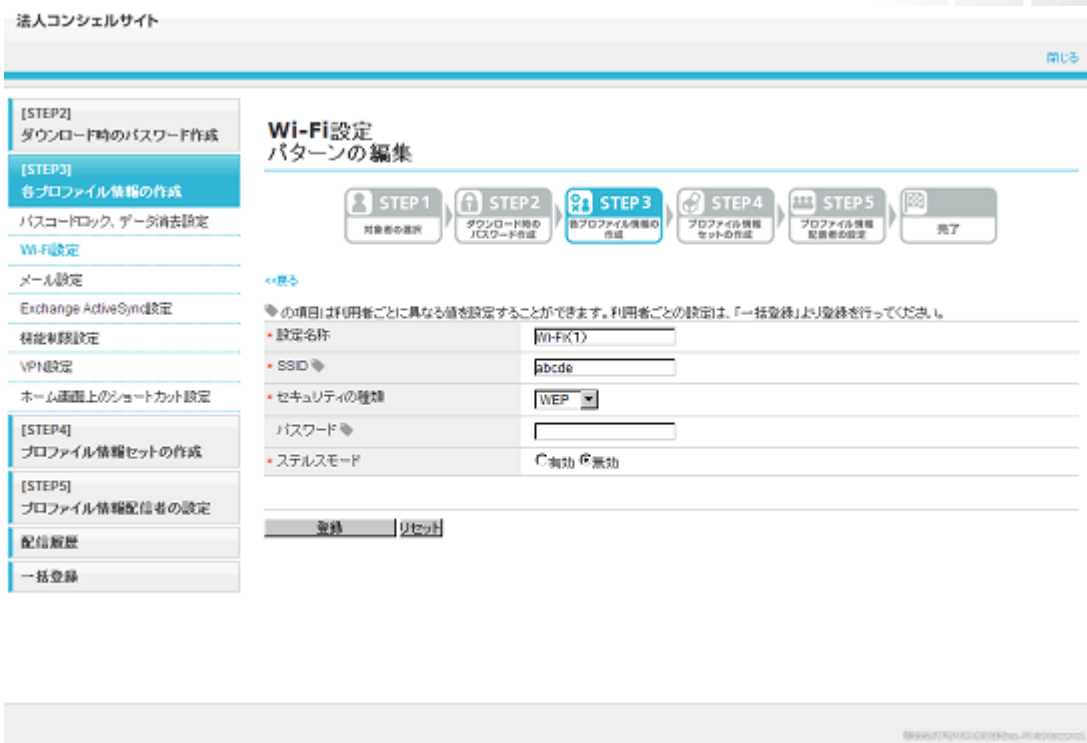 法人コンシェルサイト
閉じる
[STEP2]
ダウンロード時のパスワード作成
[STEP3]
各プロファイル情報の作成
パスコードロック、データ消去設定
Wi-Fi設定
メール設定
Exchange ActiveSync設定
機能制限設定
VPN設定
ホーム画面上のショートカット設定
[STEP4]
プロファイル情報セットの作成
[STEP5]
プロファイル情報配信者の設定
配信履歴
一括登録
Wi-Fi設定
パターンの編集
STEP1
対象者の選択
STEP2
ダウンロード時の
パスワード作成
STEP3
各プロファイル情報の
作成
STEP4
プロファイル情報
セットの作成
STEP5
プロファイル情報
配信者の設定
完了
<<戻る
の項目は利用者ごとに異なる値を設定することができます。利用者ごとの設定は、「一括登録」より登録を行ってください。
・設定名称
Wi-Fi(1)
・SSID
abcde
・セキュリティの種類
WEP
パスワード
・ステルスモード
有効 無効
登録 リセット